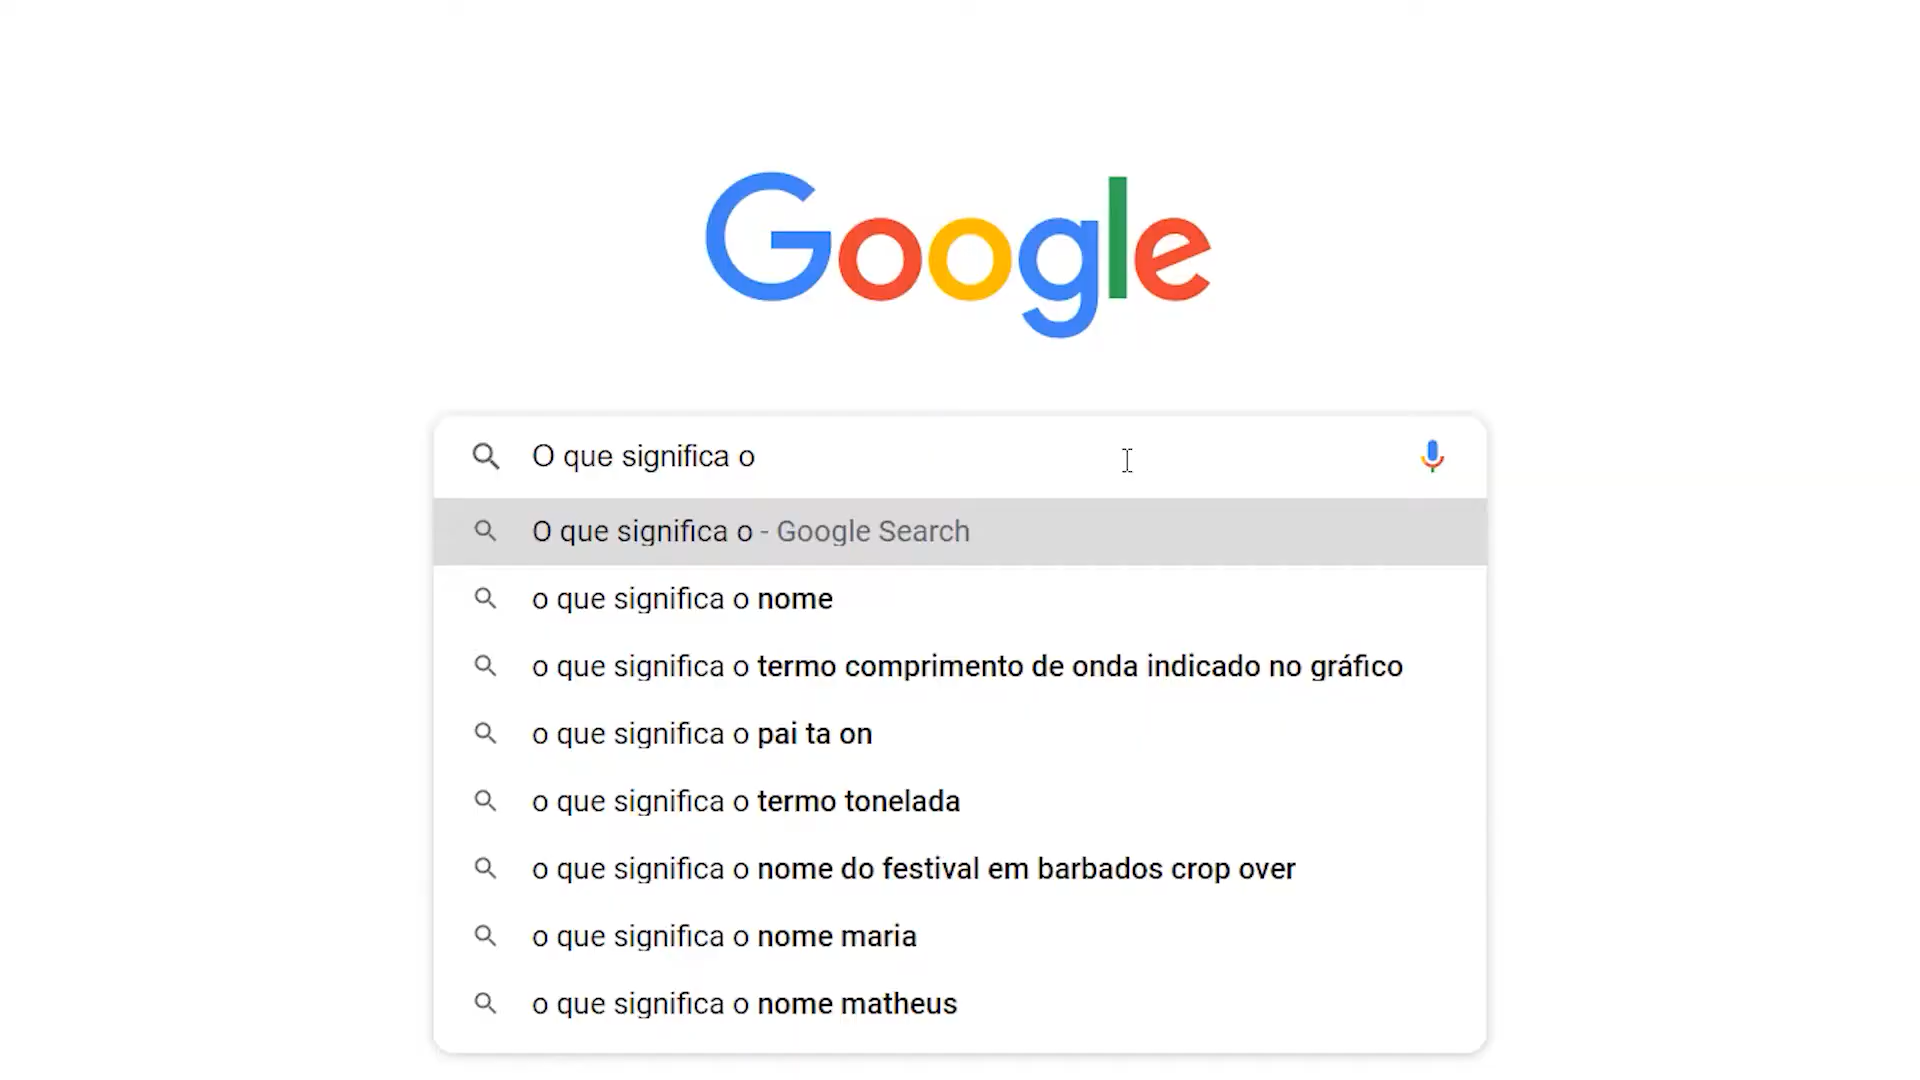 Google
O que significa o
O que significa o - Google Search
o que significa o nome
o que significa o termo comprimento de onda indicado no gráfico
o que significa o pai ta on
o que significa o termo tonelada
o que significa o nome do festival em barbados crop over
o que significa o nome maria
o que significa o nome matheus